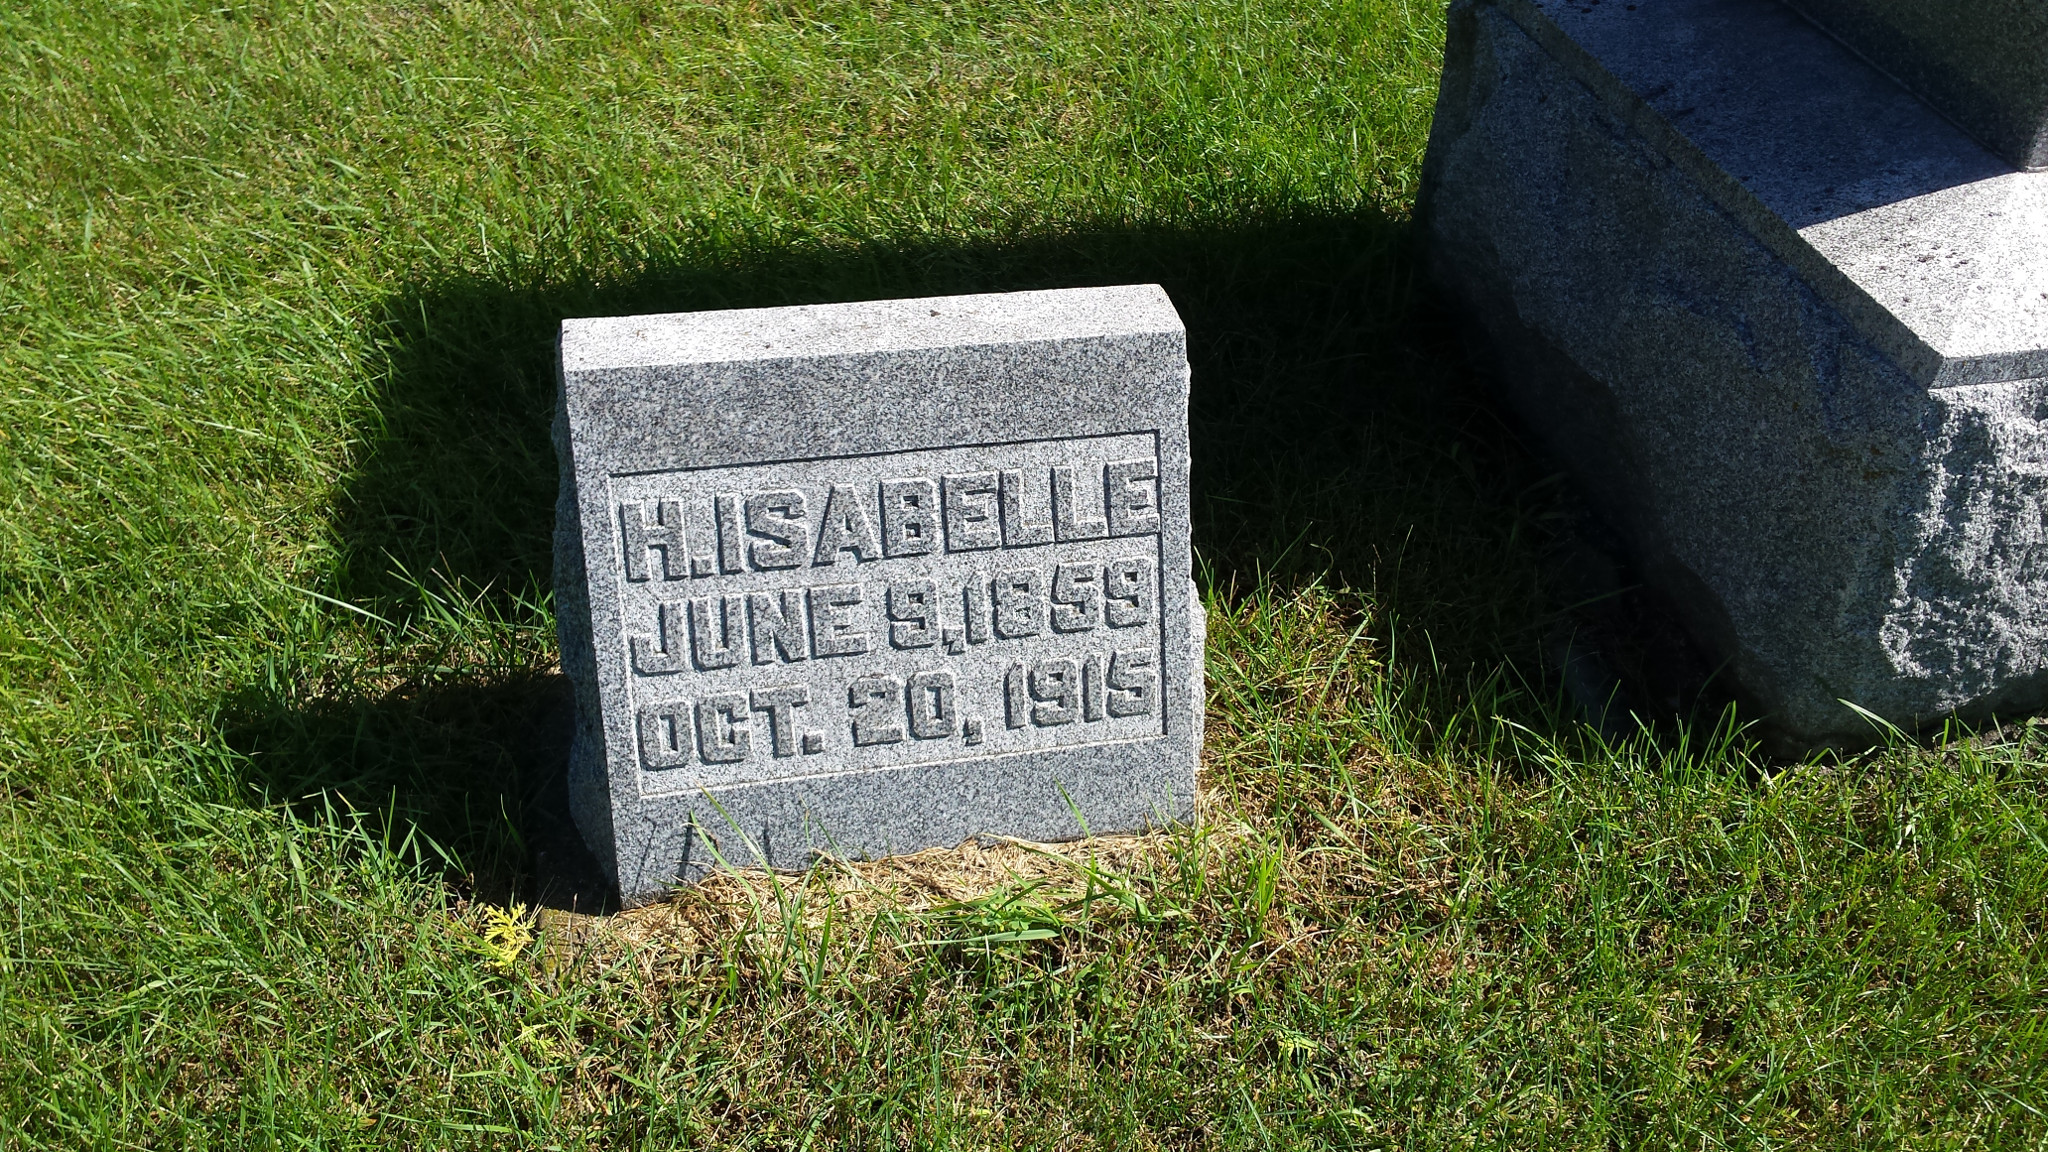 H. ISABELLE
JUNE 9, 1859
OCT. 20, 1915